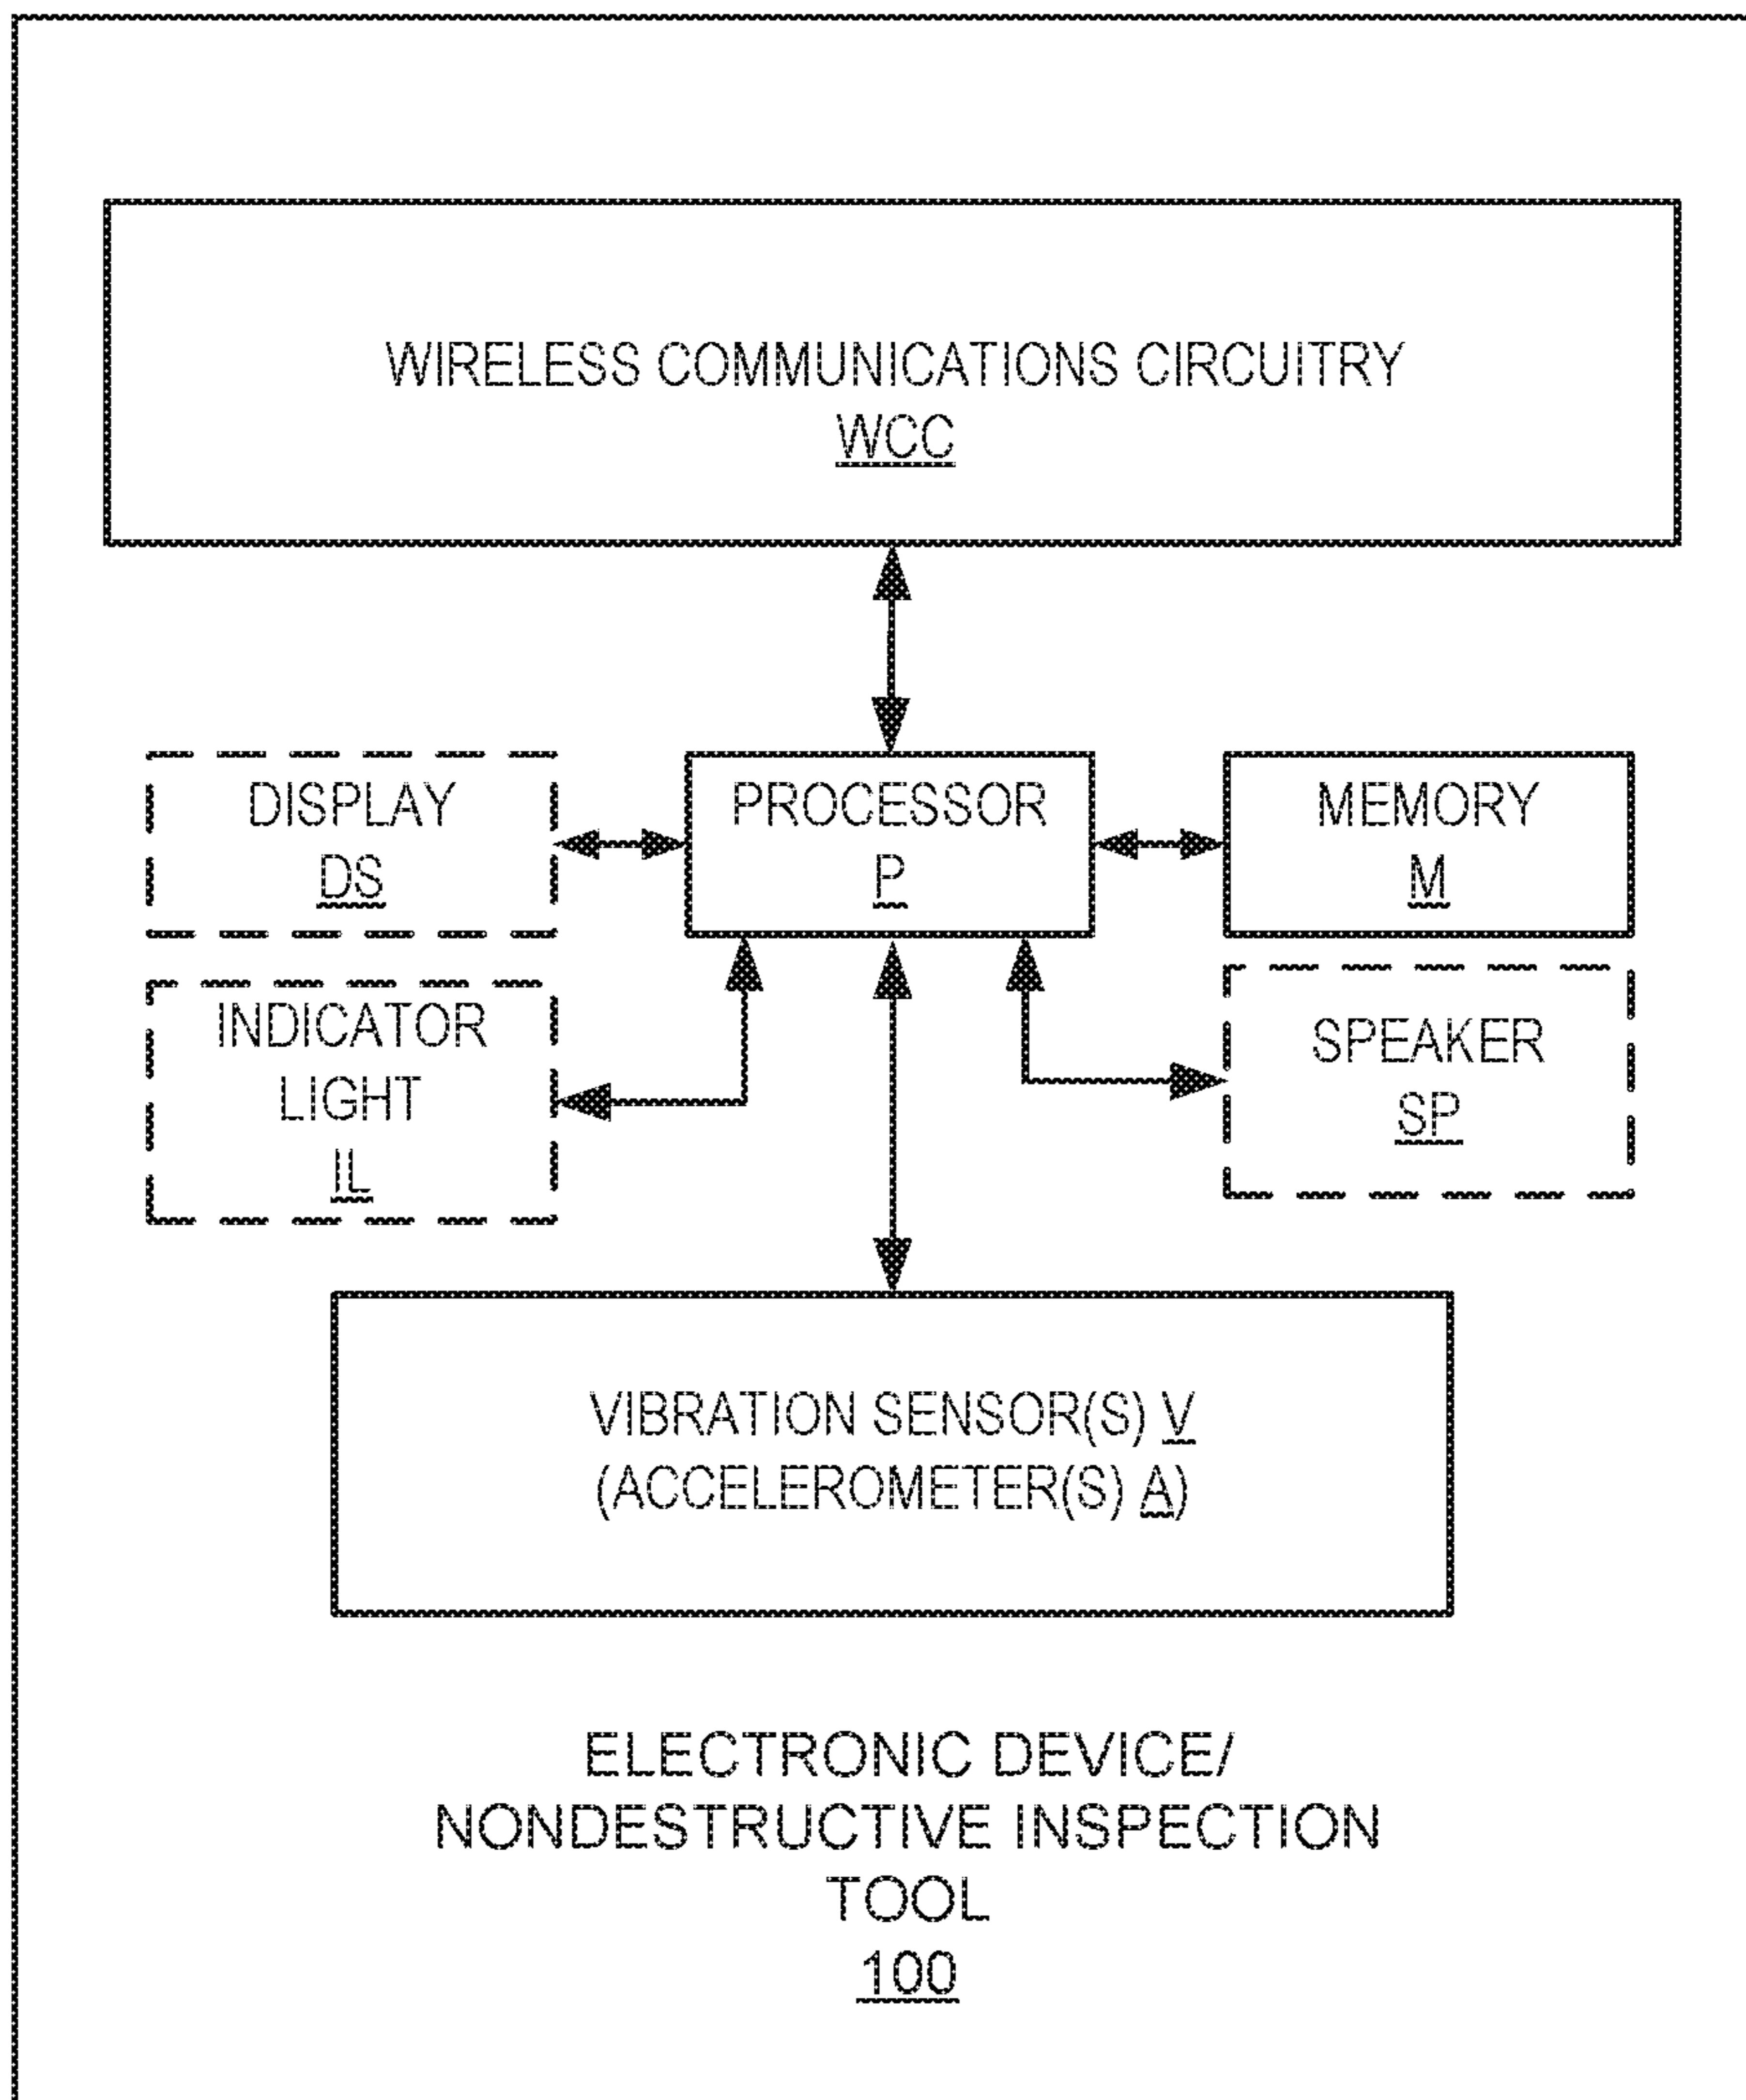 WIRELESS COMMUNICATIONS CIRCUITRY
WCC
DISPLAY
DS
PROCESSOR
P
MEMORY
M
INDICATOR
LIGHT
IL
SPEAKER
SP
VIBRATION SENSOR(S) V
(ACCELEROMETER(S) A)
ELECTRONIC DEVICE/
NONDESTRUCTIVE INSPECTION
TOOL
100